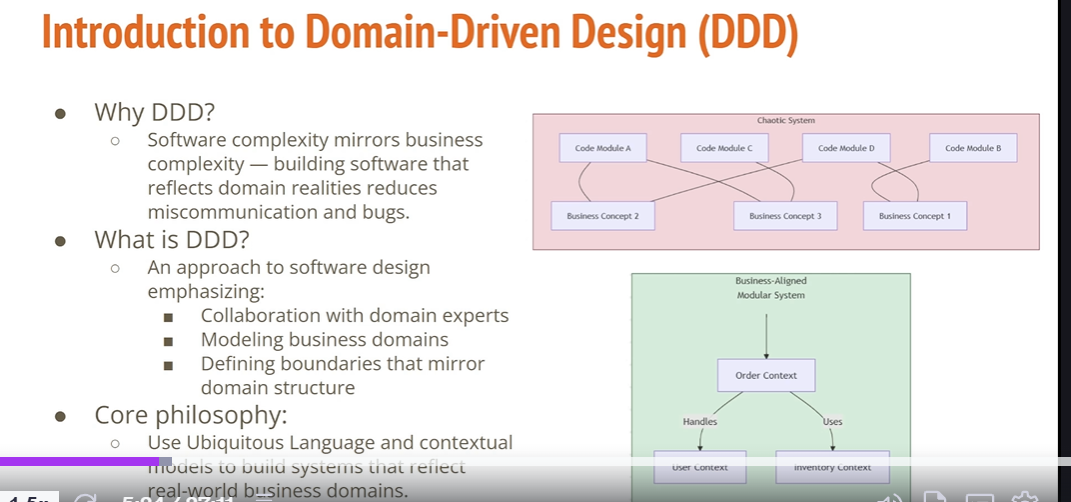 Introduction to Domain-Driven Design (DDD)
● Why DDD?
○ Software complexity mirrors business
complexity — building software that
reflects domain realities reduces
miscommunication and bugs.
● What is DDD?
○ An approach to software design
emphasizing:
■ Collaboration with domain experts
■ Modeling business domains
■ Defining boundaries that mirror
domain structure
● Core philosophy:
○ Use Ubiquitous Language and contextual
models to build systems that reflect
real-world business domains.
Chaotic System
Code Module A
Code Module C
Code Module D
Code Module B
Business Concept 2
Business Concept 3
Business Concept 1
Business-Aligned
Modular System
Order Context
Handles
Uses
User Context
Inventory Context